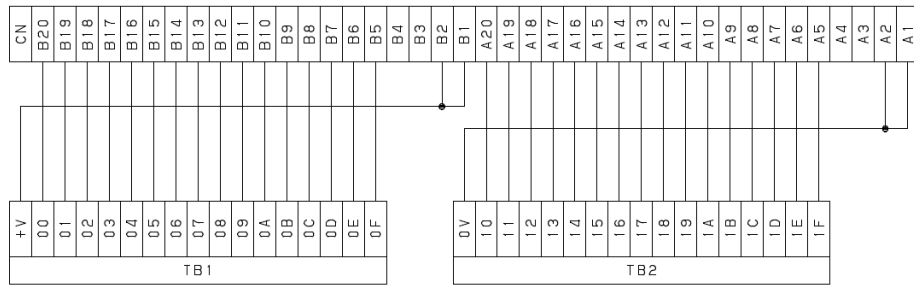 CN B20 B19 B18 B17 B16 B15 B14 B13 B12 B11 B10 B9 B8 B7 B6 B5 B4 B3 B2 B1 A20 A19 A18 A17 A16 A15 A14 A13 A12 A11 A10 A9 A8 A7 A6 A5 A4 A3 A2 A1
+V 00 01 02 03 04 05 06 07 08 09 0A 0B 0C 0D 0E 0F
TB1
0V 10 11 12 13 14 15 16 17 18 19 1A 1B 1C 1D 1E 1F
TB2